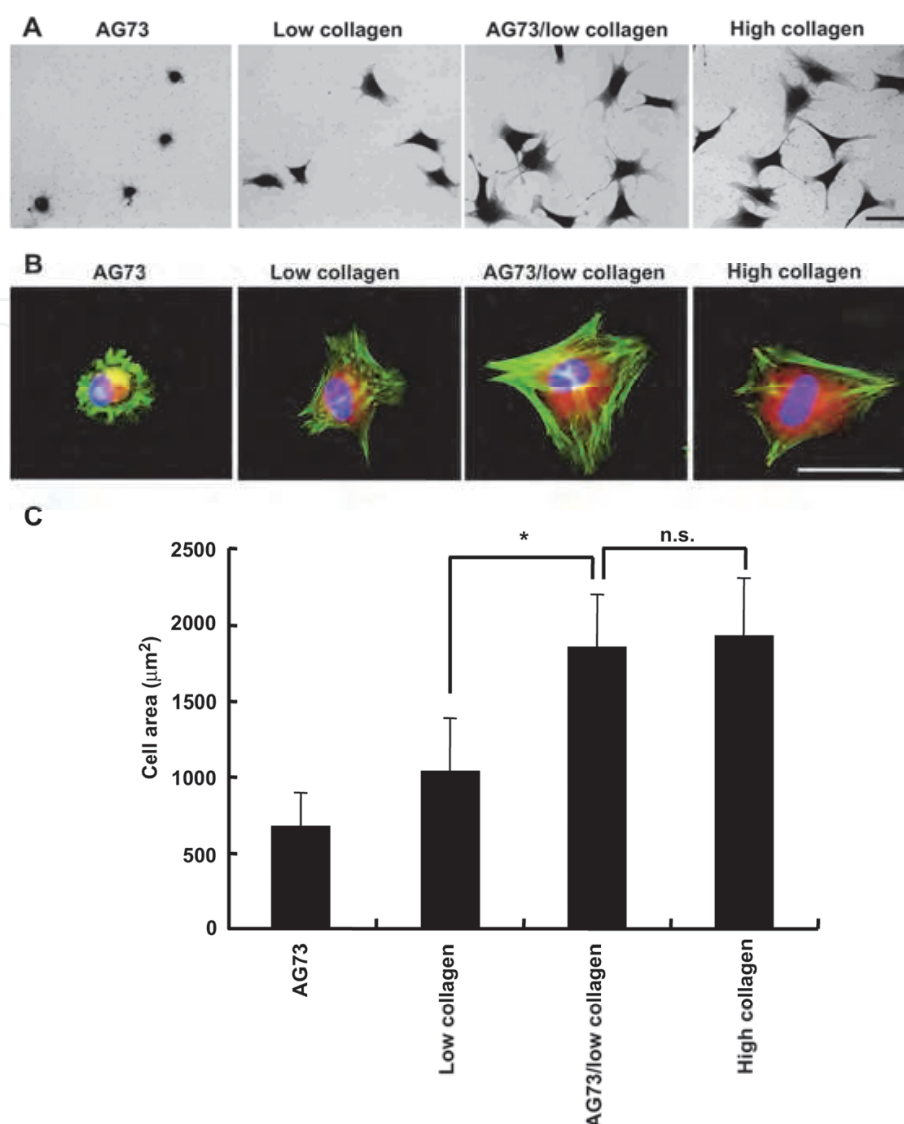 A
AG73 Low collagen AG73/low collagen High collagen
B
AG73 Low collagen AG73/low collagen High collagen
C
* n.s.
2500
2000
1500
1000
500
0
Cell area (μm²)
AG73
Low collagen
AG73/low collagen
High collagen